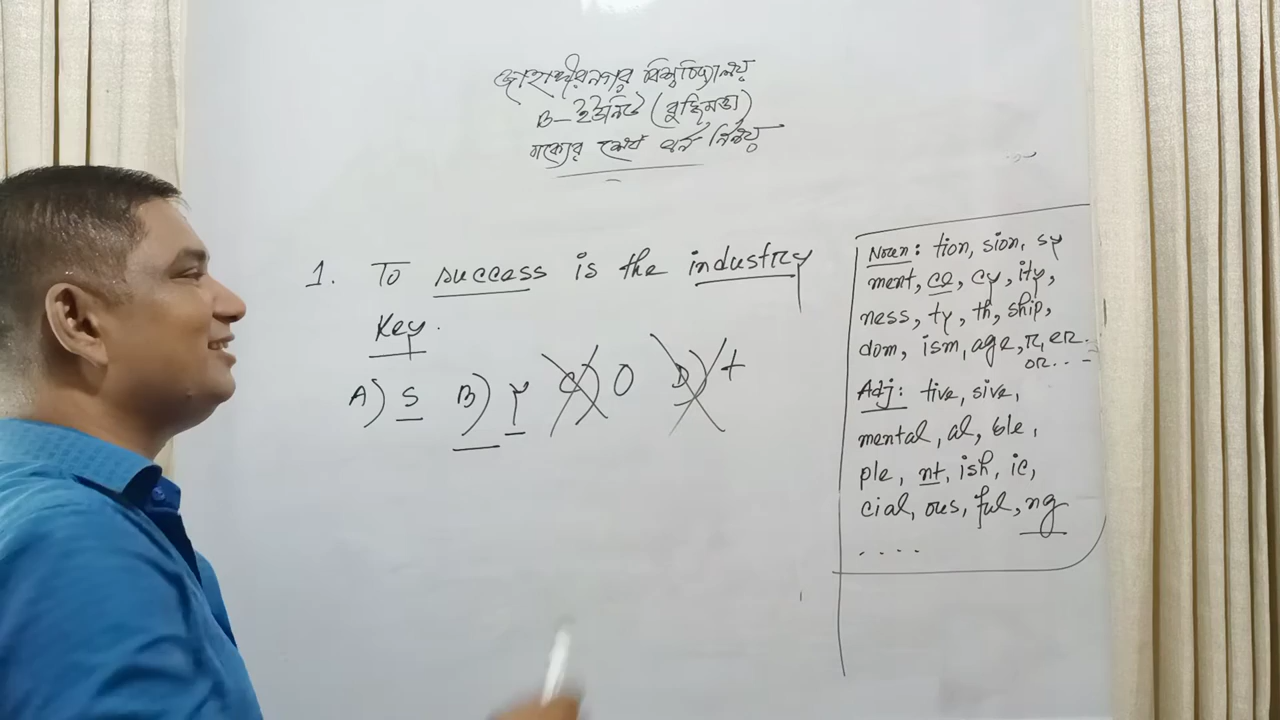 জাহাঙ্গীরনগর বিশ্ববিদ্যালয়
B-ইউনিট (বুদ্ধিমত্তা)
বাক্যের শেষ বর্ণ নির্ণয়
1. To success is the industry
key.
A) s B) y C) o D) t
Noun: tion, sion, sy
ment, ce, cy, ity,
ness, ty, th, ship,
dom, ism, age, r, er.
or...
Adj: tive, sive,
mental, al, ble,
ple, nt, ish, ic,
cial, ous, ful, ng
....